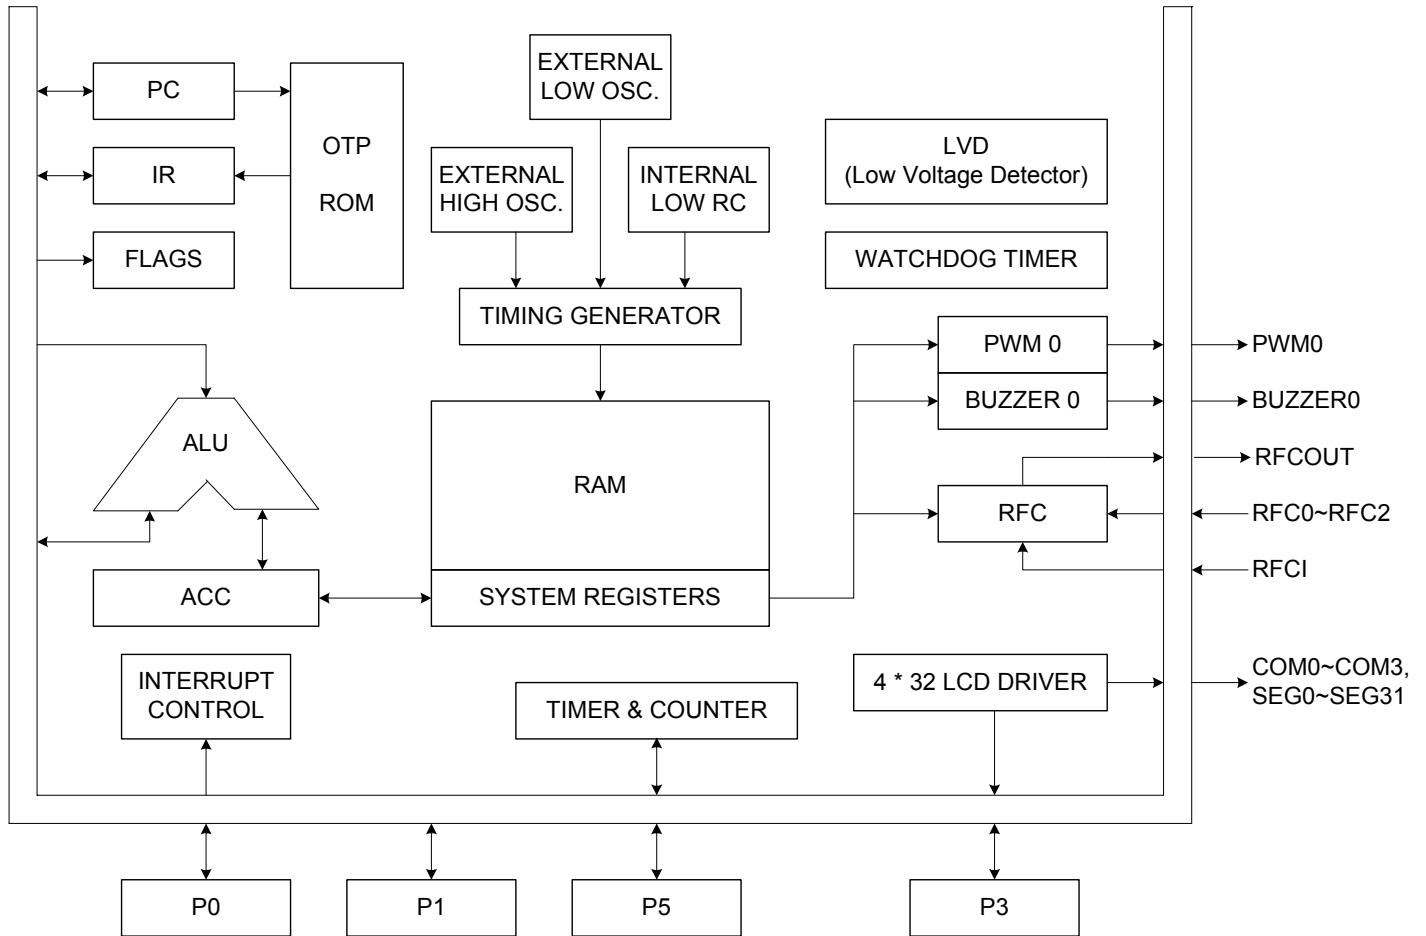 PC
IR
FLAGS
OTP
ROM
EXTERNAL
LOW OSC.
EXTERNAL
HIGH OSC.
INTERNAL
LOW RC
TIMING GENERATOR
LVD
(Low Voltage Detector)
WATCHDOG TIMER
PWM 0
BUZZER 0
PWM0
BUZZER0
RFCOUT
RFC0~RFC2
RFCI
ALU
RAM
RFC
ACC
SYSTEM REGISTERS
INTERRUPT
CONTROL
TIMER & COUNTER
4 * 32 LCD DRIVER
COM0~COM3,
SEG0~SEG31
P0
P1
P5
P3